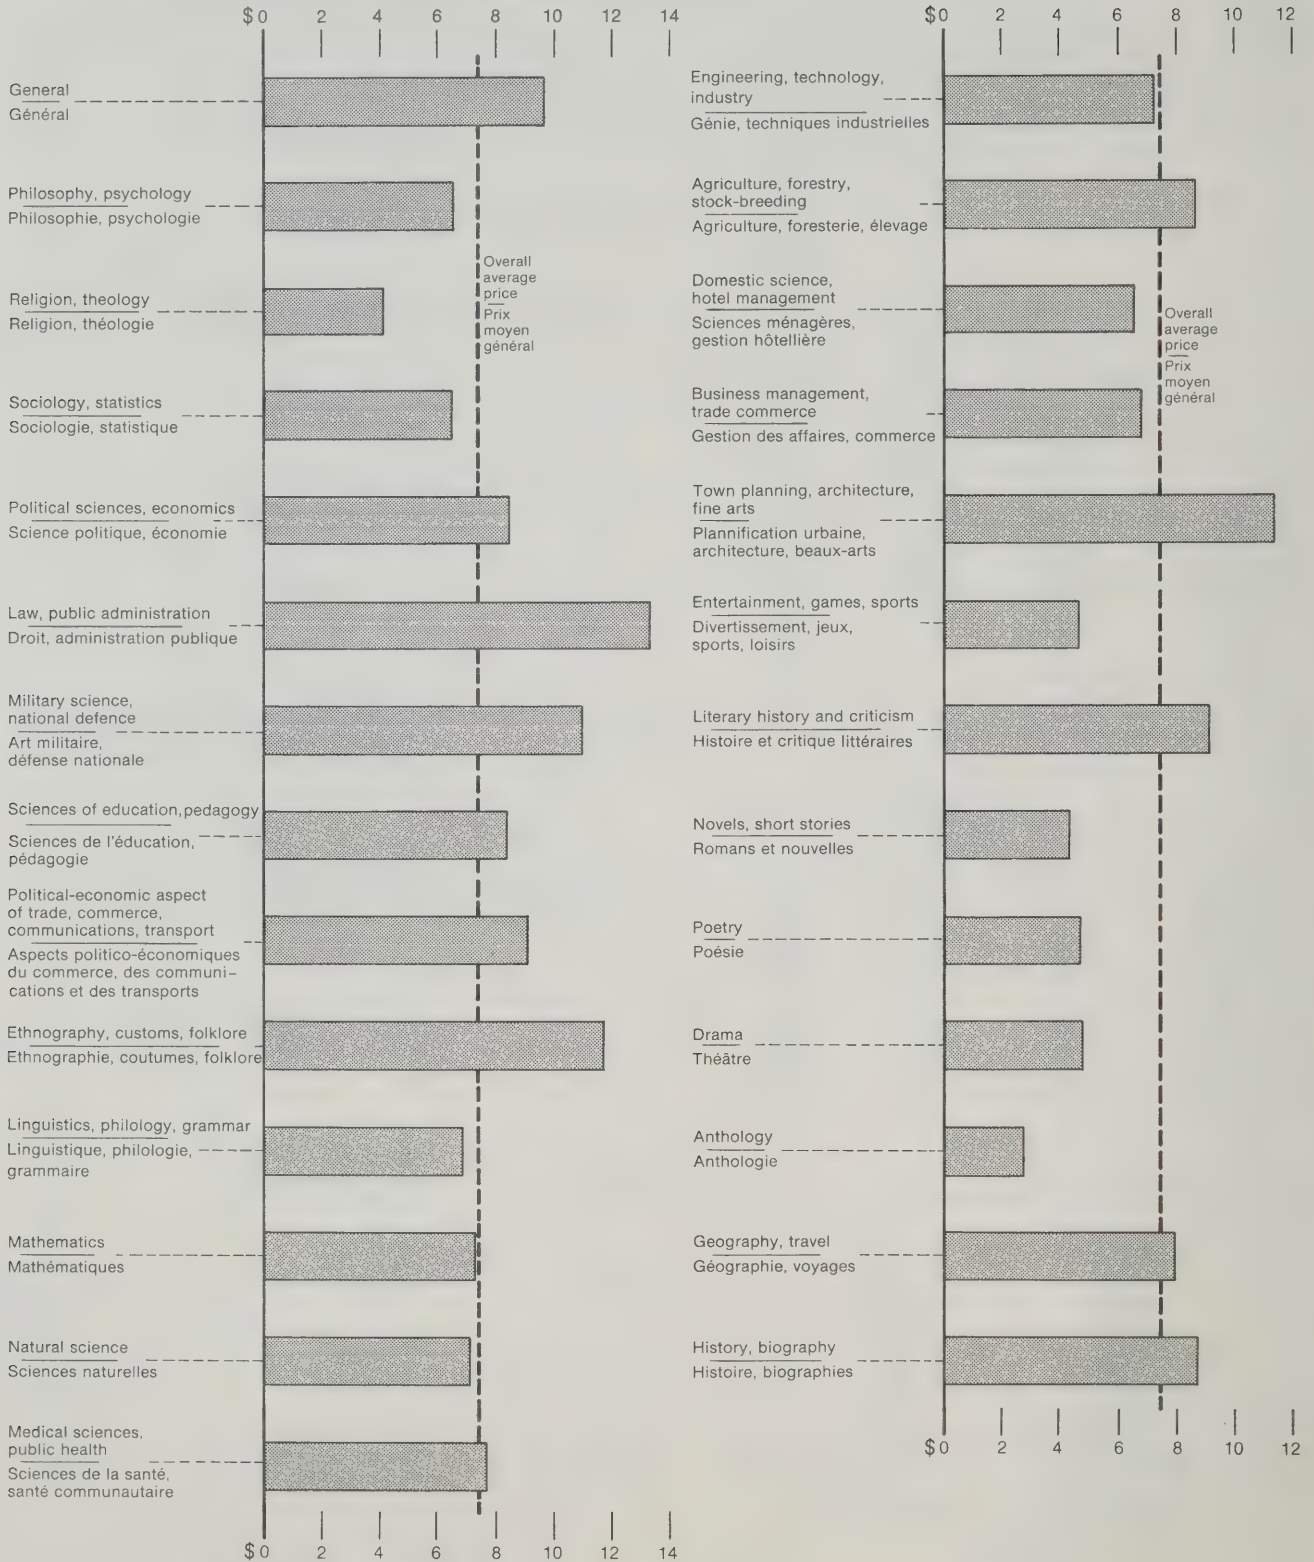 $ 0 2 4 6 8 10 12 14
General
Général
Philosophy, psychology
Philosophie, psychologie
Overall
average
price
Prix
moyen
général
Religion, theology
Religion, théologie
Sociology, statistics
Sociologie, statistique
Political sciences, economics
Science politique, économie
Law, public administration
Droit, administration publique
Military science,
national defence
Art militaire,
défense nationale
Sciences of education, pedagogy
Sciences de l'éducation,
pédagogie
Political-economic aspect
of trade, commerce,
communications, transport
Aspects politico-économiques
du commerce, des communi-
cations et des transports
Ethnography, customs, folklore
Ethnographie, coutumes, folklore
Linguistics, philology, grammar
Linguistique, philologie,
grammaire
Mathematics
Mathématiques
Natural science
Sciences naturelles
Medical sciences,
public health
Sciences de la santé,
santé communautaire
$ 0 2 4 6 8 10 12 14
$ 0 2 4 6 8 10 12
Engineering, technology,
industry
Génie, techniques industrielles
Agriculture, forestry,
stock-breeding
Agriculture, foresterie, élevage
Domestic science,
hotel management
Sciences ménagères,
gestion hôtellière
Overall
average
price
Prix
moyen
général
Business management,
trade commerce
Gestion des affaires, commerce
Town planning, architecture,
fine arts
Plannification urbaine,
architecture, beaux-arts
Entertainment, games, sports
Divertissement, jeux,
sports, loisirs
Literary history and criticism
Histoire et critique littéraires
Novels, short stories
Romans et nouvelles
Poetry
Poésie
Drama
Théâtre
Anthology
Anthologie
Geography, travel
Géographie, voyages
History, biography
Histoire, biographies
$ 0 2 4 6 8 10 12